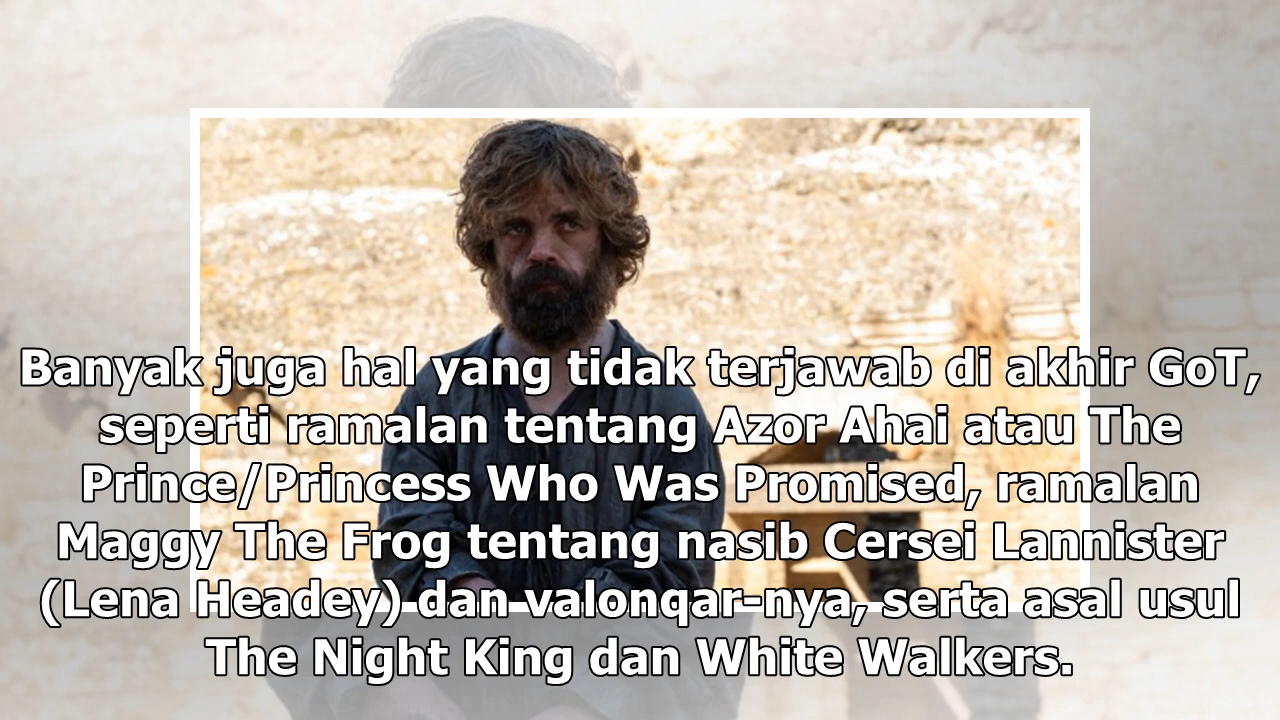 Banyak juga hal yang tidak terjawab di akhir GoT,
seperti ramalan tentang Azor Ahai atau The
Prince/Princess Who Was Promised, ramalan
Maggy The Frog tentang nasib Cersei Lannister
(Lena Headey) dan valonqar-nya, serta asal usul
The Night King dan White Walkers.